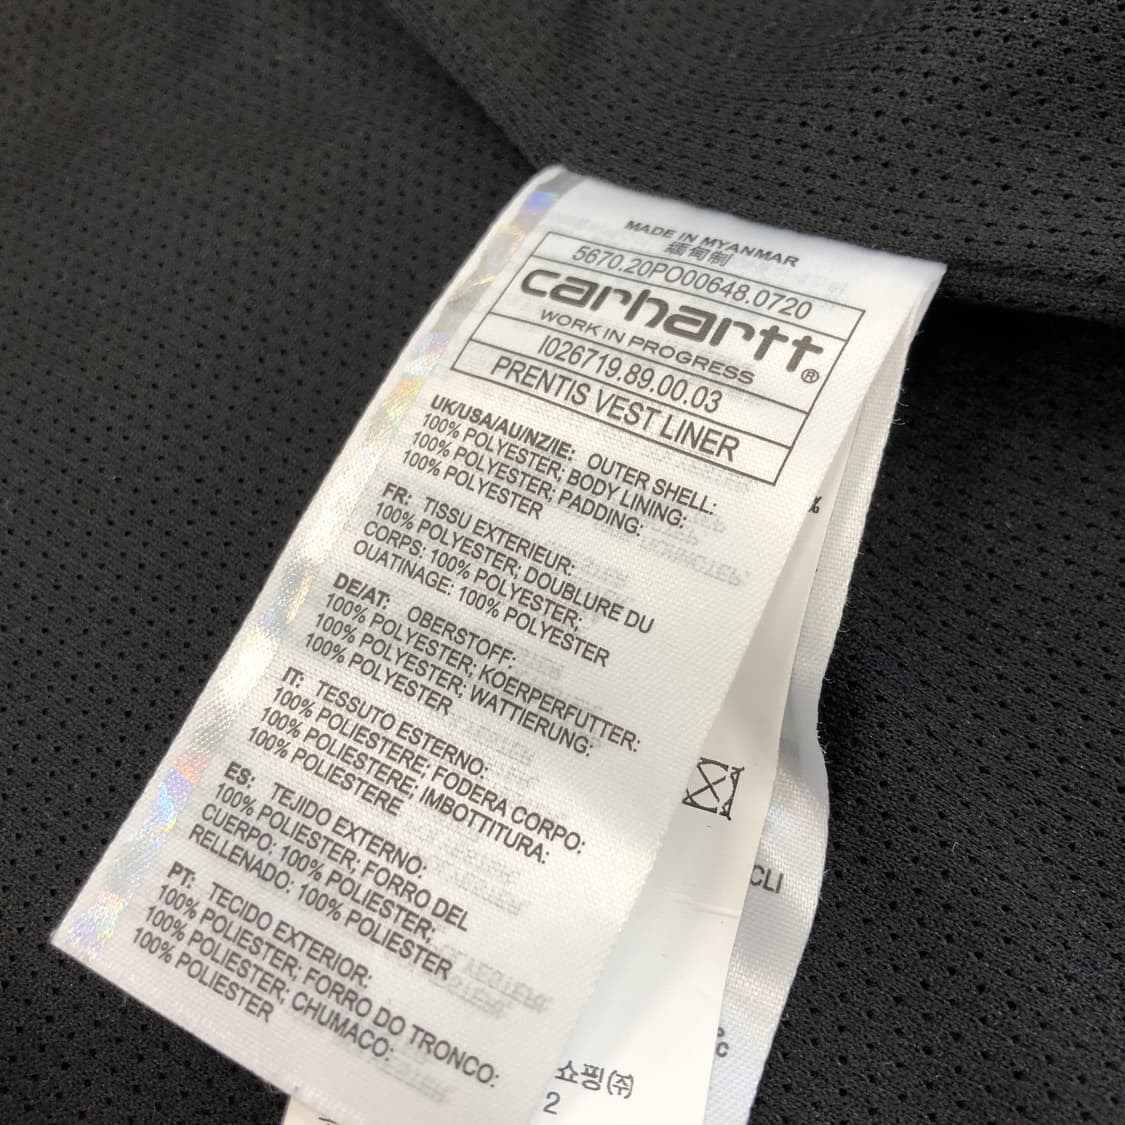 MADE IN MYANMAR
緬甸制
5670.20PO00648.0720
carhartt®
WORK IN PROGRESS
I026719.89.00.03
PRENTIS VEST LINER
UK/USA/AU/NZ/IE: OUTER SHELL:
100% POLYESTER; BODY LINING:
100% POLYESTER; PADDING:
100% POLYESTER
FR: TISSU EXTERIEUR:
100% POLYESTER; DOUBLURE DU
CORPS: 100% POLYESTER;
OUATINAGE: 100% POLYESTER
DE/AT: OBERSTOFF:
100% POLYESTER; KOERPERFUTTER:
100% POLYESTER; WATTIERUNG:
100% POLYESTER
IT: TESSUTO ESTERNO:
100% POLIESTERE; FODERA CORPO:
100% POLIESTERE; IMBOTTITURA:
100% POLIESTERE
ES: TEJIDO EXTERNO:
100% POLIESTER; FORRO DEL
CUERPO: 100% POLIESTER;
RELLENADO: 100% POLIESTER
PT: TECIDO EXTERIOR:
100% POLIESTER; FORRO DO TRONCO:
100% POLIESTER; CHUMACO:
100% POLIESTER
%
CLI
쇼핑㈜
2